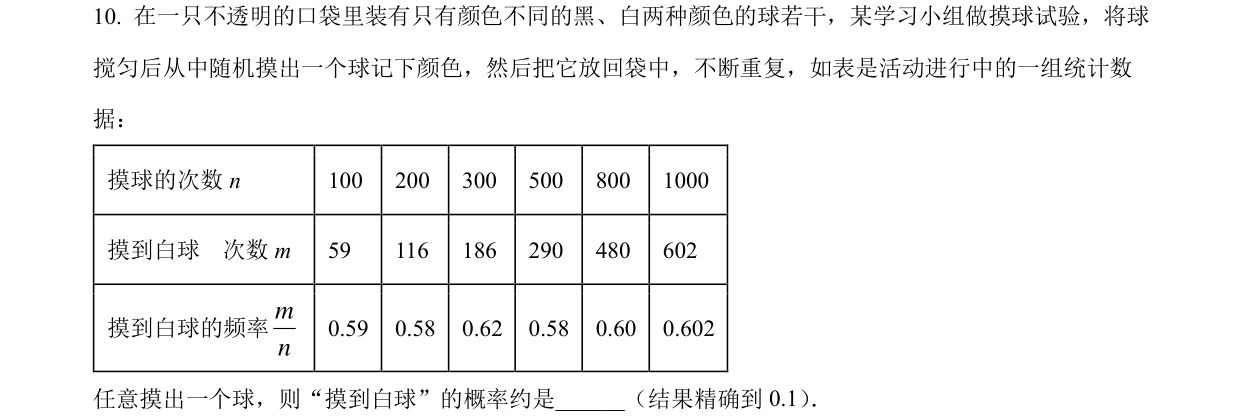 10. 在一只不透明的口袋里装有只有颜色不同的黑、白两种颜色的球若干，某学习小组做摸球试验，将球
搅匀后从中随机摸出一个球记下颜色，然后把它放回袋中，不断重复，如表是活动进行中的一组统计数
据：
摸球的次数 n 100 200 300 500 800 1000
摸到白球 次数 m 59 116 186 290 480 602
摸到白球的频率 m/n 0.59 0.58 0.62 0.58 0.60 0.602
任意摸出一个球，则“摸到白球”的概率约是______（结果精确到 0.1）.